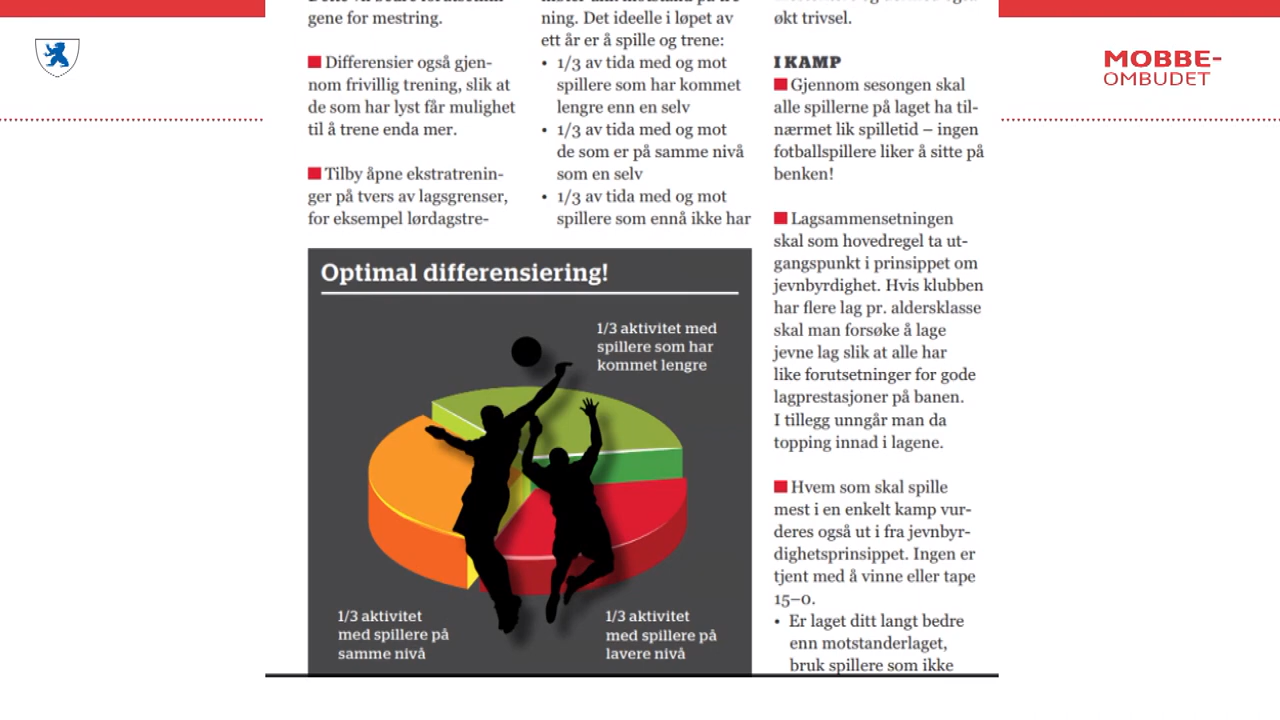 MOBBE-
OMBUDET
gene for mestring.
■ Differensier også gjen-
nom frivillig trening, slik at
de som har lyst får mulighet
til å trene enda mer.
■ Tilby åpne ekstratrenin-
ger på tvers av lagsgrenser,
for eksempel lørdagstre-
ning. Det ideelle i løpet av
ett år er å spille og trene:
• 1/3 av tida med og mot
spillere som har kommet
lengre enn en selv
• 1/3 av tida med og mot
de som er på samme nivå
som en selv
• 1/3 av tida med og mot
spillere som ennå ikke har
Optimal differensiering!
1/3 aktivitet med
spillere som har
kommet lengre
1/3 aktivitet
med spillere på
samme nivå
1/3 aktivitet
med spillere på
lavere nivå
økt trivsel.
I KAMP
■ Gjennom sesongen skal
alle spillerne på laget ha til-
nærmet lik spilletid – ingen
fotballspillere liker å sitte på
benken!
■ Lagsammensetningen
skal som hovedregel ta ut-
gangspunkt i prinsippet om
jevnbyrdighet. Hvis klubben
har flere lag pr. aldersklasse
skal man forsøke å lage
jevne lag slik at alle har
like forutsetninger for gode
lagprestasjoner på banen.
I tillegg unngår man da
topping innad i lagene.
■ Hvem som skal spille
mest i en enkelt kamp vur-
deres også ut i fra jevnbyr-
dighetsprinsippet. Ingen er
tjent med å vinne eller tape
15–0.
• Er laget ditt langt bedre
enn motstanderlaget,
bruk spillere som ikke